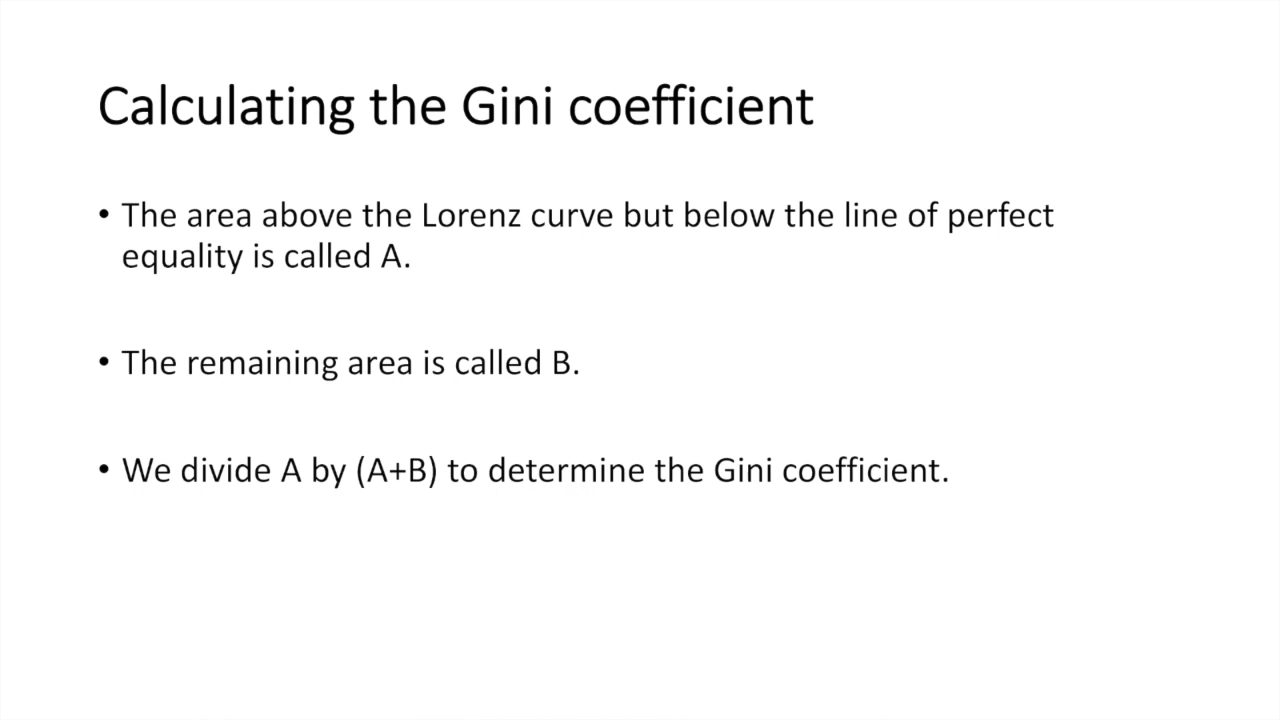 Calculating the Gini coefficient
• The area above the Lorenz curve but below the line of perfect
equality is called A.
• The remaining area is called B.
• We divide A by (A+B) to determine the Gini coefficient.